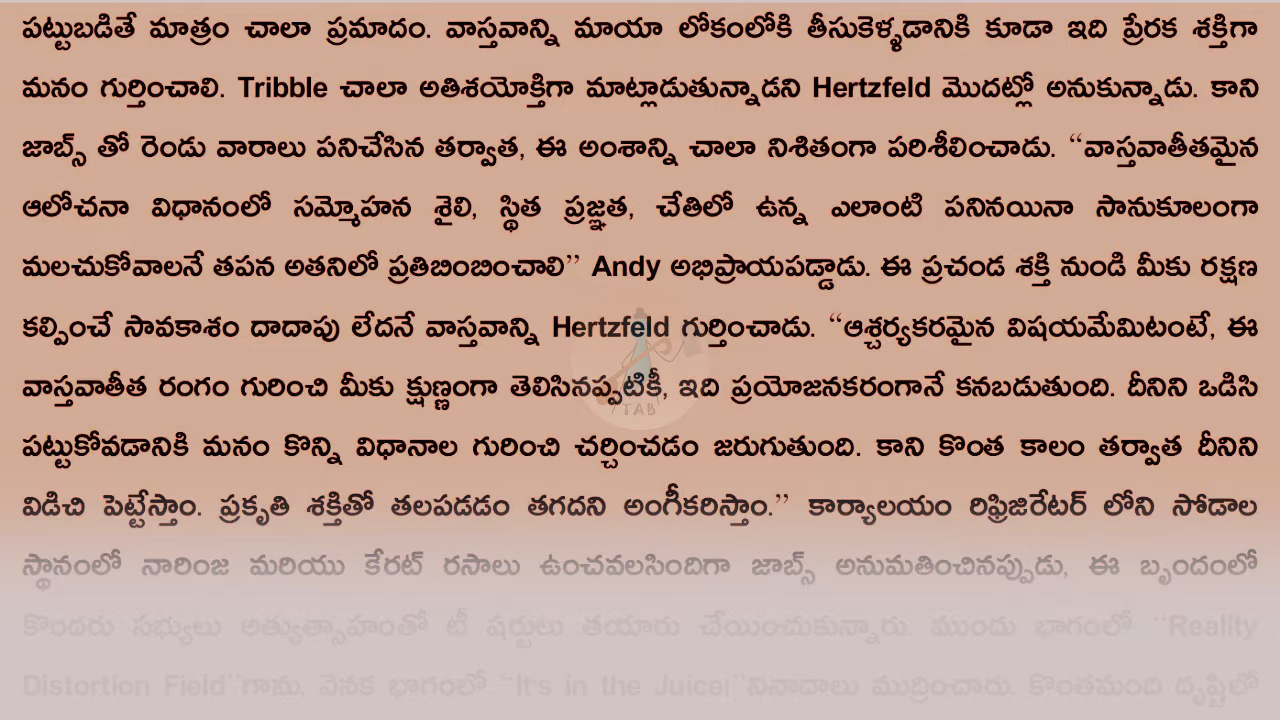 పట్టుబడితే మాత్రం చాలా ప్రమాదం. వాస్తవాన్ని మాయా లోకంలోకి తీసుకెళ్ళడానికి కూడా ఇది ప్రేరక శక్తిగా
మనం గుర్తించాలి. Tribble చాలా అతిశయోక్తిగా మాట్లాడుతున్నాడని Hertzfeld మొదట్లో అనుకున్నాడు. కాని
జాబ్స్ తో రెండు వారాలు పనిచేసిన తర్వాత, ఈ అంశాన్ని చాలా నిశితంగా పరిశీలించాడు. “వాస్తవాతీతమైన
ఆలోచనా విధానంలో సమ్మోహన శైలి, స్థిత ప్రజ్ఞత, చేతిలో ఉన్న ఎలాంటి పనినయినా సానుకూలంగా
మలచుకోవాలనే తపన అతనిలో ప్రతిబింబించాలి” Andy అభిప్రాయపడ్డాడు. ఈ ప్రచండ శక్తి నుండి మీకు రక్షణ
కల్పించే సావకాశం దాదాపు లేదనే వాస్తవాన్ని Hertzfeld గుర్తించాడు. “ఆశ్చర్యకరమైన విషయమేమిటంటే, ఈ
వాస్తవాతీత రంగం గురించి మీకు క్షుణ్ణంగా తెలిసినప్పటికీ, ఇది ప్రయోజనకరంగానే కనబడుతుంది. దీనిని ఒడిసి
పట్టుకోవడానికి మనం కొన్ని విధానాల గురించి చర్చించడం జరుగుతుంది. కాని కొంత కాలం తర్వాత దీనిని
విడిచి పెట్టేస్తాం. ప్రకృతి శక్తితో తలపడడం తగదని అంగీకరిస్తాం.” కార్యాలయం రిఫ్రిజిరేటర్ లోని సోడాల
స్థానంలో నారింజ మరియు కేరట్ రసాలు ఉంచవలసిందిగా జాబ్స్ అనుమతించినప్పుడు, ఈ బృందంలో
కొందరు సభ్యులు అత్యుత్సాహంతో టీ షర్టులు తయారు చేయించుకున్నారు. ముందు భాగంలో “Reality
Distortion Field”గాను, వెనక భాగంలో “It's in the Juice!”నినాదాలు ముద్రించారు. కొంతమంది దృష్టిలో
TAB